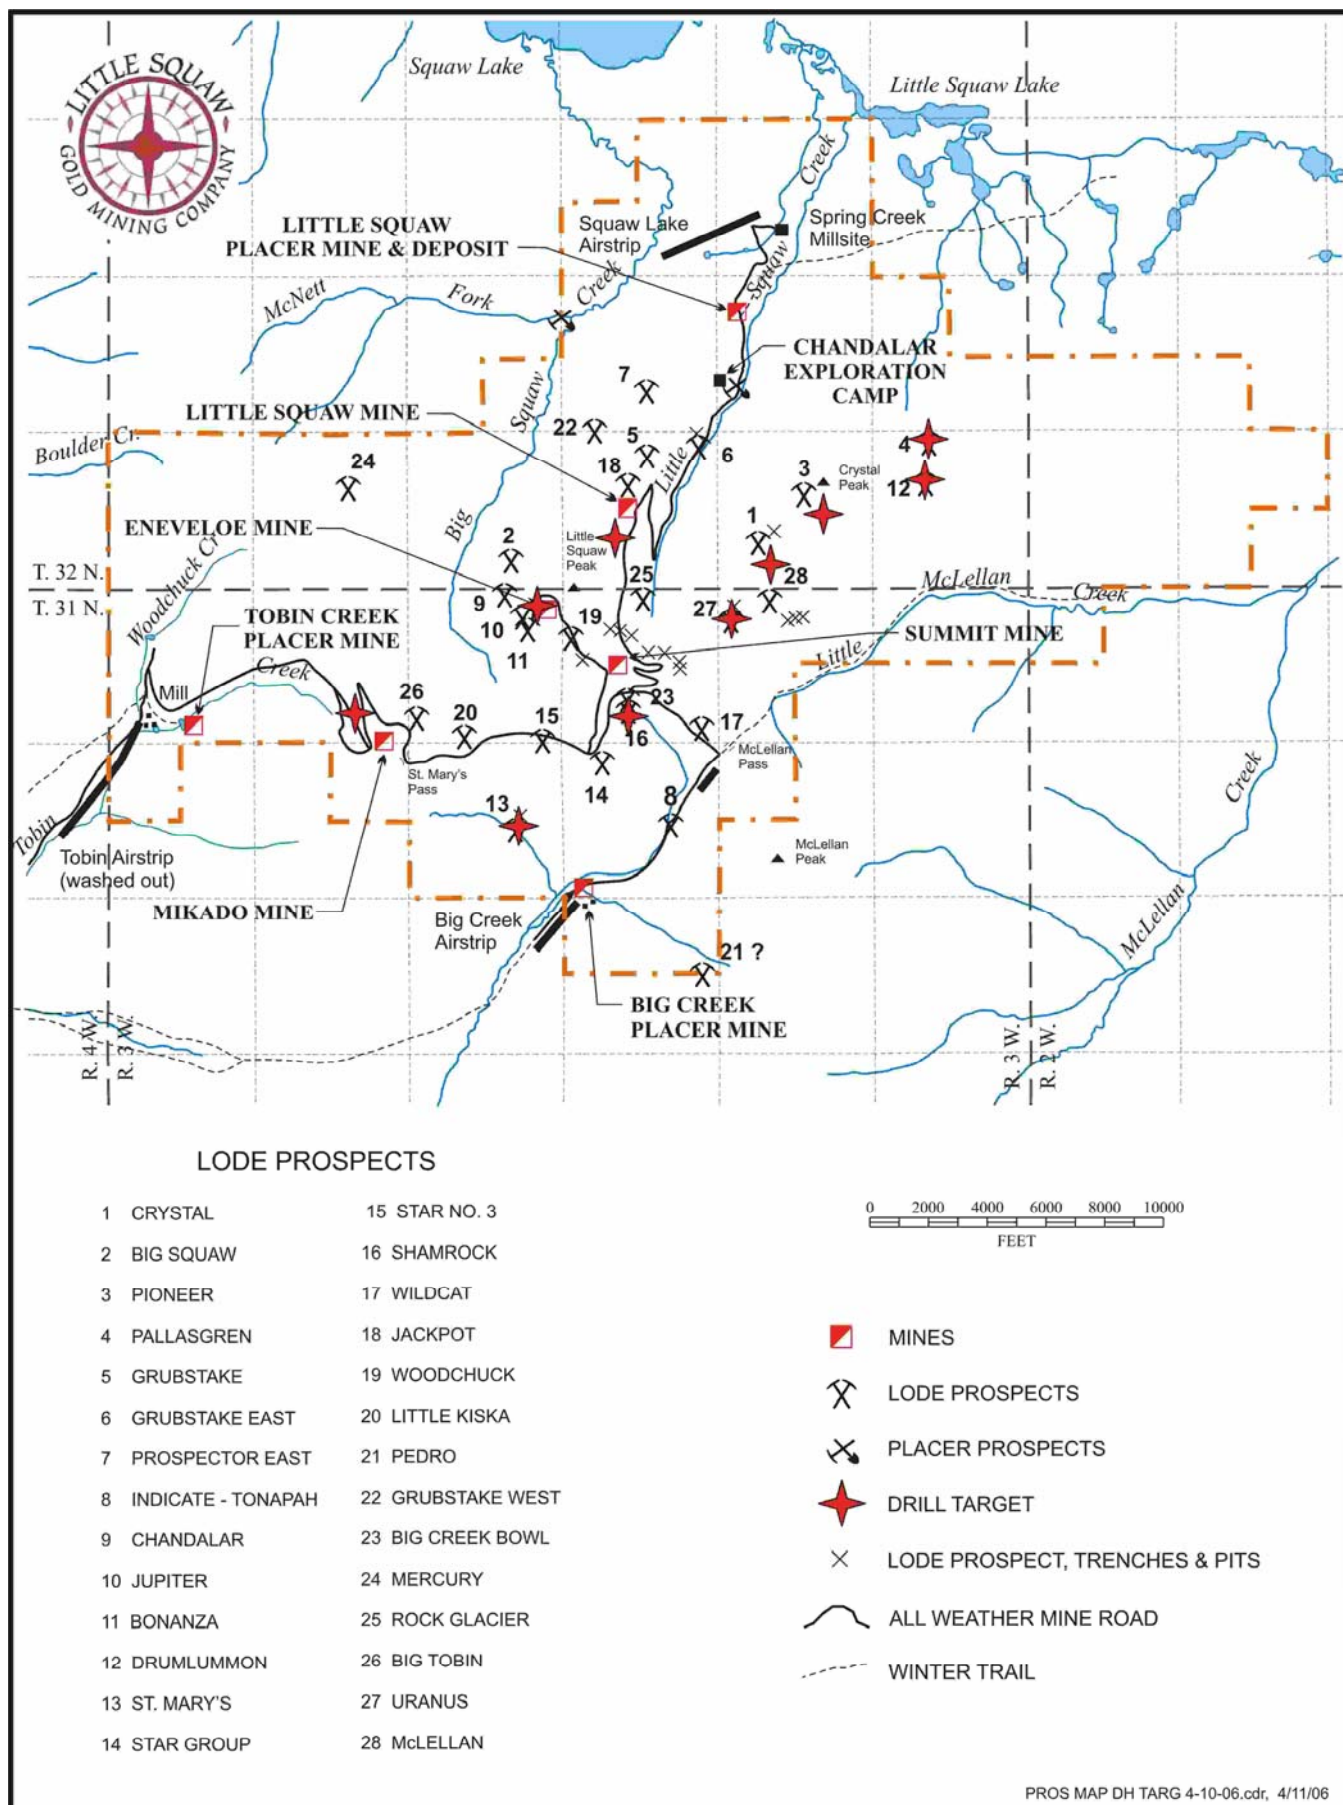 LITTLE SQUAW
GOLD MINING COMPANY
Squaw Lake
Little Squaw Lake
Creek
LITTLE SQUAW
PLACER MINE & DEPOSIT
Squaw Lake
Airstrip
Spring Creek
Millsite
Squaw
McNett
Fork
Creek
CHANDALAR
EXPLORATION
CAMP
7
LITTLE SQUAW MINE
Squaw
22
5
6
4
Boulder Cr.
24
18
Little
3
Crystal
Peak
12
ENEVELOE MINE
Big
2
Little
Squaw
Peak
1
T. 32 N.
25
28
McLellan
Creek
T. 31 N.
Woodchuck Cr.
TOBIN CREEK
PLACER MINE
9
10
11
19
27
SUMMIT MINE
Little
Creek
Mill
26
20
15
23
16
17
St. Mary's
Pass
McLellan
Pass
14
13
8
Creek
Tobin
Tobin Airstrip
(washed out)
McLellan
Peak
MIKADO MINE
Big Creek
Airstrip
McLellan
21 ?
BIG CREEK
PLACER MINE
R. 4 W.
R. 3 W.
R. 3 W.
R. 2 W.
LODE PROSPECTS
1 CRYSTAL
2 BIG SQUAW
3 PIONEER
4 PALLASGREN
5 GRUBSTAKE
6 GRUBSTAKE EAST
7 PROSPECTOR EAST
8 INDICATE - TONAPAH
9 CHANDALAR
10 JUPITER
11 BONANZA
12 DRUMLUMMON
13 ST. MARY'S
14 STAR GROUP
15 STAR NO. 3
16 SHAMROCK
17 WILDCAT
18 JACKPOT
19 WOODCHUCK
20 LITTLE KISKA
21 PEDRO
22 GRUBSTAKE WEST
23 BIG CREEK BOWL
24 MERCURY
25 ROCK GLACIER
26 BIG TOBIN
27 URANUS
28 McLELLAN
0 2000 4000 6000 8000 10000
FEET
MINES
LODE PROSPECTS
PLACER PROSPECTS
DRILL TARGET
LODE PROSPECT, TRENCHES & PITS
ALL WEATHER MINE ROAD
WINTER TRAIL
PROS MAP DH TARG 4-10-06.cdr, 4/11/06